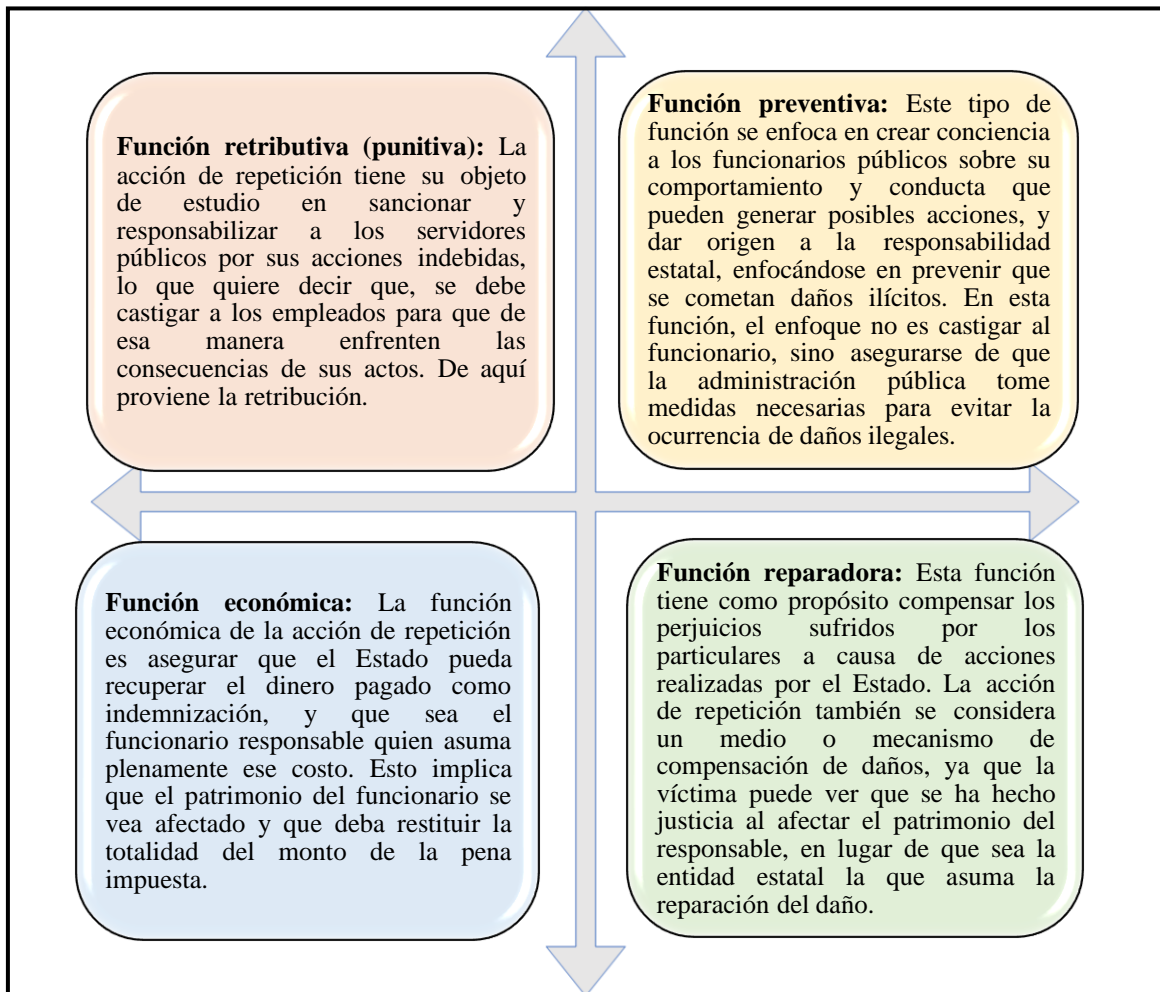 Función retributiva (punitiva): La
acción de repetición tiene su objeto
de estudio en sancionar y
responsabilizar a los servidores
públicos por sus acciones indebidas,
lo que quiere decir que, se debe
castigar a los empleados para que de
esa manera enfrenten las
consecuencias de sus actos. De aquí
proviene la retribución.
Función preventiva: Este tipo de
función se enfoca en crear conciencia
a los funcionarios públicos sobre su
comportamiento y conducta que
pueden generar posibles acciones, y
dar origen a la responsabilidad
estatal, enfocándose en prevenir que
se cometan daños ilícitos. En esta
función, el enfoque no es castigar al
funcionario, sino asegurarse de que
la administración pública tome
medidas necesarias para evitar la
ocurrencia de daños ilegales.
Función económica: La función
económica de la acción de repetición
es asegurar que el Estado pueda
recuperar el dinero pagado como
indemnización, y que sea el
funcionario responsable quien asuma
plenamente ese costo. Esto implica
que el patrimonio del funcionario se
vea afectado y que deba restituir la
totalidad del monto de la pena
impuesta.
Función reparadora: Esta función
tiene como propósito compensar los
perjuicios sufridos por los
particulares a causa de acciones
realizadas por el Estado. La acción
de repetición también se considera
un medio o mecanismo de
compensación de daños, ya que la
víctima puede ver que se ha hecho
justicia al afectar el patrimonio del
responsable, en lugar de que sea la
entidad estatal la que asuma la
reparación del daño.